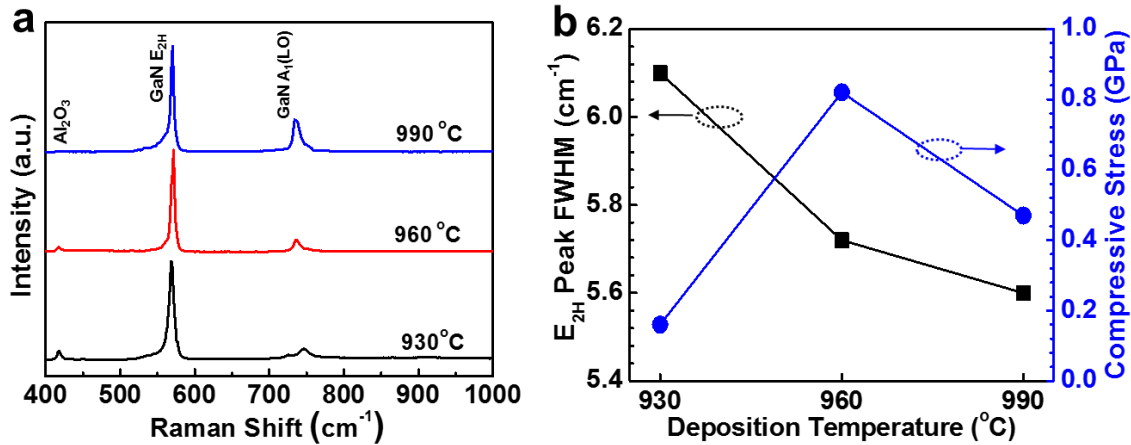 a
Intensity (a.u.)
Al₂O₃
GaN E₂H
GaN A₁(LO)
990 °C
960 °C
930 °C
400 500 600 700 800 900 1000
Raman Shift (cm⁻¹)
b
E₂H Peak FWHM (cm⁻¹)
6.2
6.0
5.8
5.6
5.4
1.0
0.8
0.6
0.4
0.2
0.0
Compressive Stress (GPa)
930 960 990
Deposition Temperature (°C)